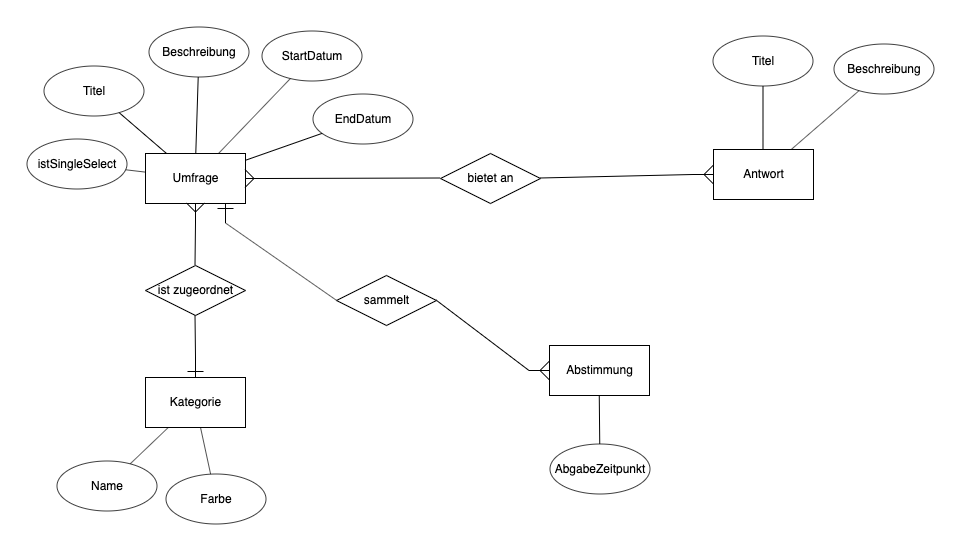 Beschreibung
StartDatum
Titel
EndDatum
istSingleSelect
Umfrage
Titel
Beschreibung
bietet an
Antwort
ist zugeordnet
sammelt
Kategorie
Abstimmung
Name
Farbe
AbgabeZeitpunkt